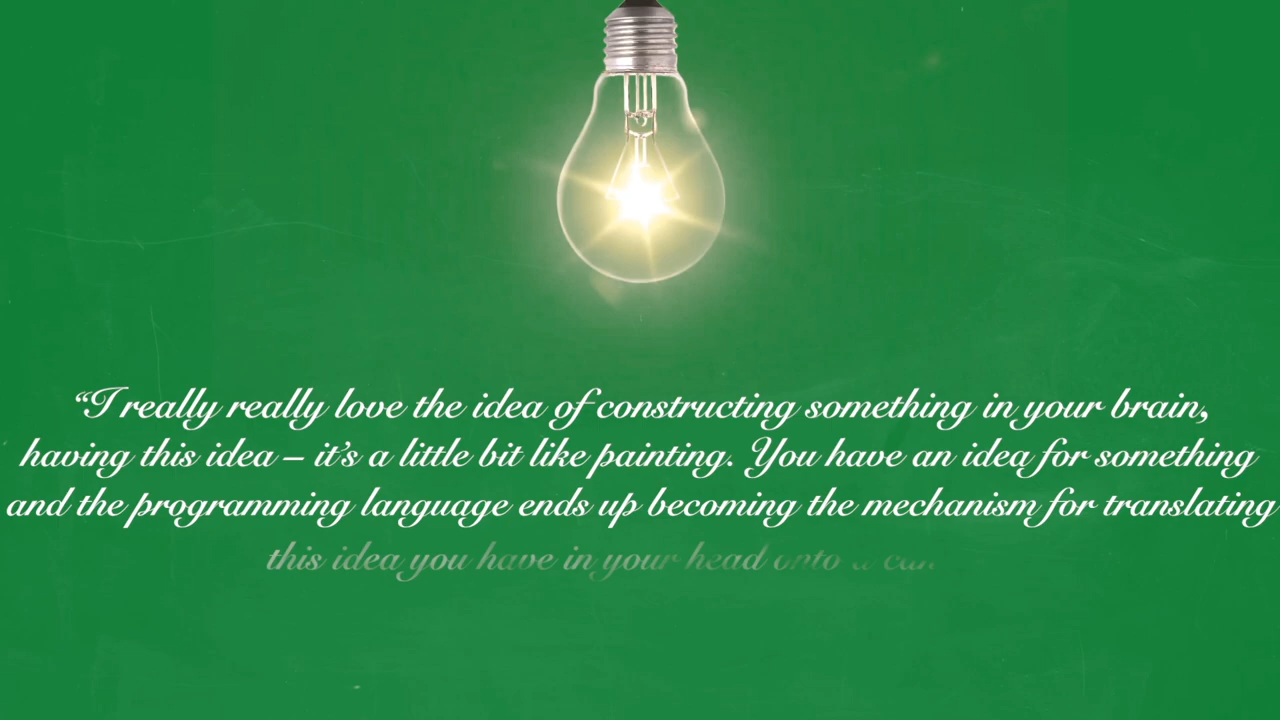 “I really really love the idea of constructing something in your brain,
having this idea – it’s a little bit like painting. You have an idea for something
and the programming language ends up becoming the mechanism for translating
this idea you have in your head onto a